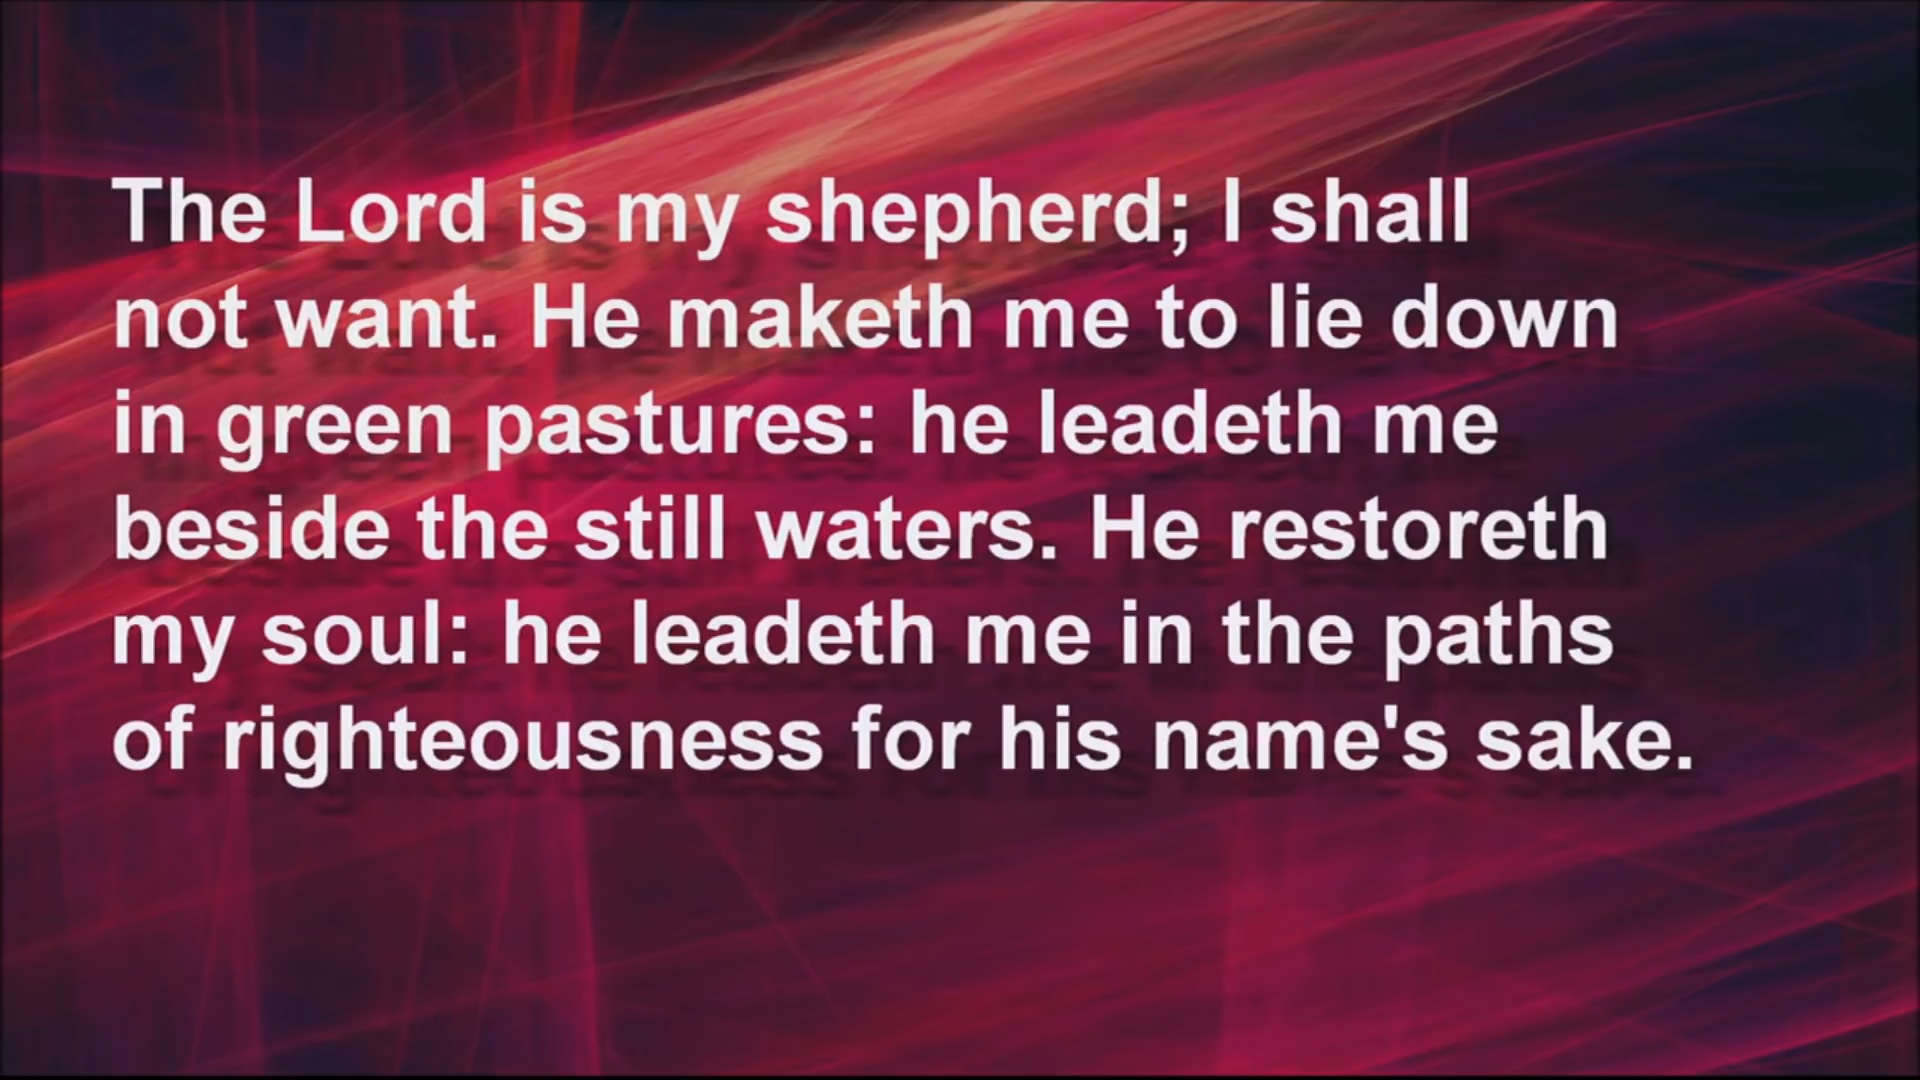 The Lord is my shepherd; I shall
not want. He maketh me to lie down
in green pastures: he leadeth me
beside the still waters. He restoreth
my soul: he leadeth me in the paths
of righteousness for his name's sake.